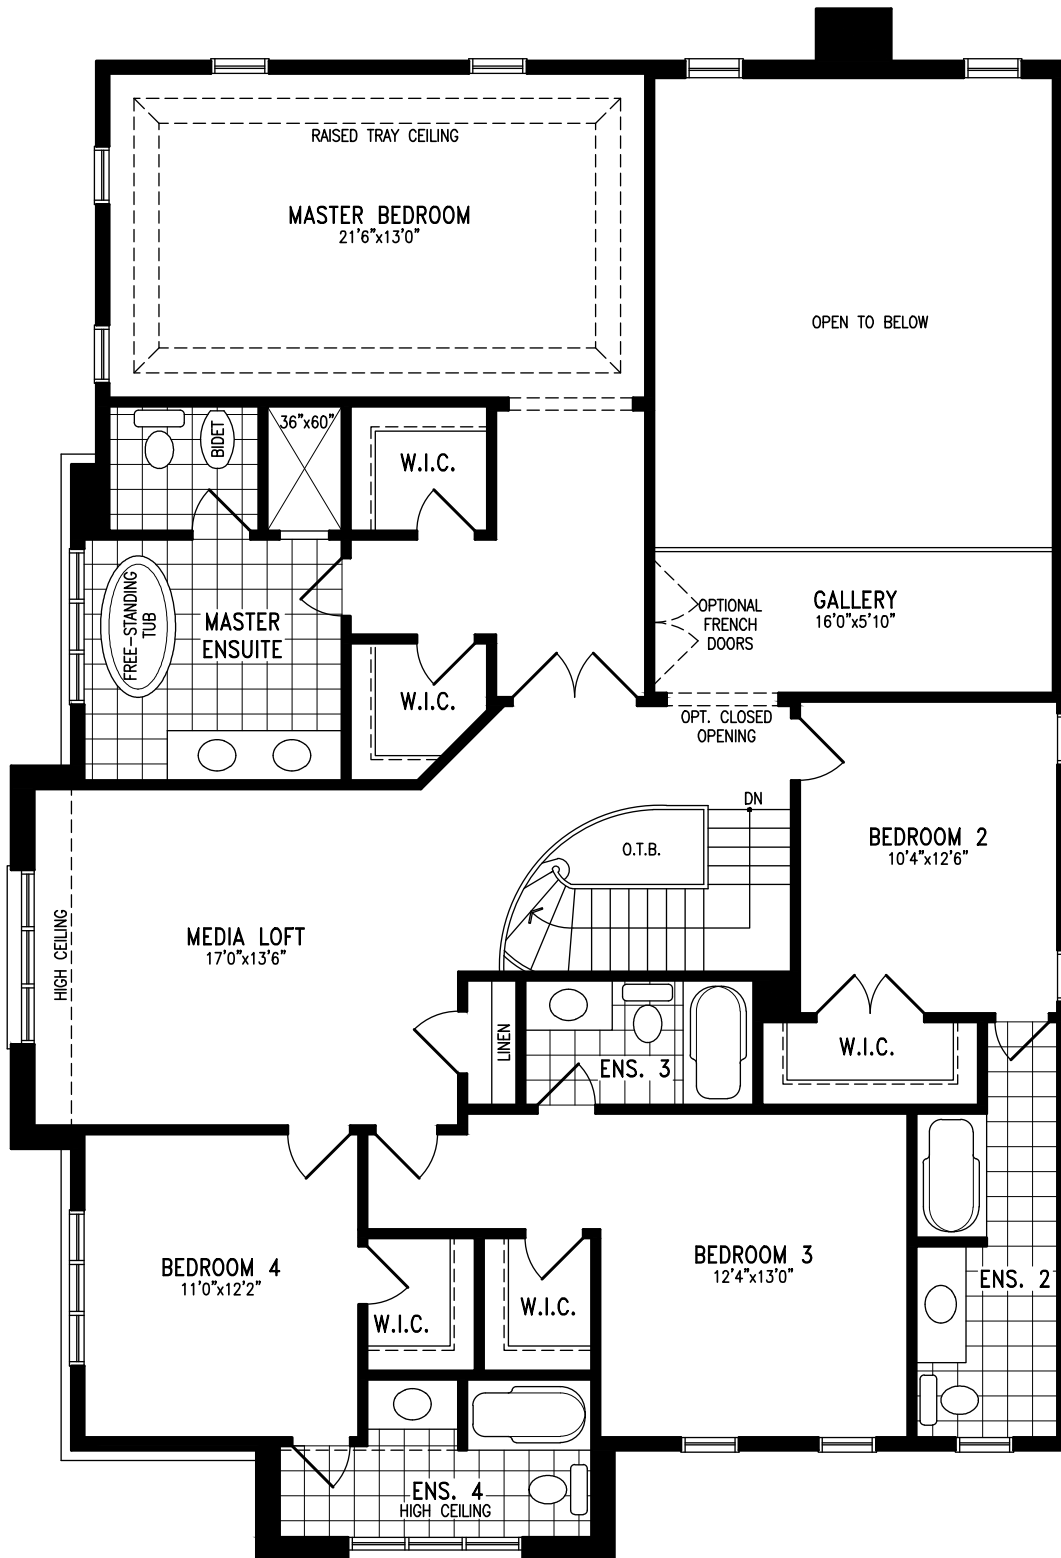 RAISED TRAY CEILING
MASTER BEDROOM
21'6"x13'0"
OPEN TO BELOW
36"x60"
BIDET
W.I.C.
FREE-STANDING
TUB
MASTER
ENSUITE
W.I.C.
OPTIONAL
FRENCH
DOORS
GALLERY
16'0"x5'10"
OPT. CLOSED
OPENING
DN
O.T.B.
BEDROOM 2
10'4"x12'6"
HIGH CEILING
MEDIA LOFT
17'0"x13'6"
LINEN
ENS. 3
W.I.C.
BEDROOM 4
11'0"x12'2"
W.I.C.
W.I.C.
BEDROOM 3
12'4"x13'0"
ENS. 2
ENS. 4
HIGH CEILING